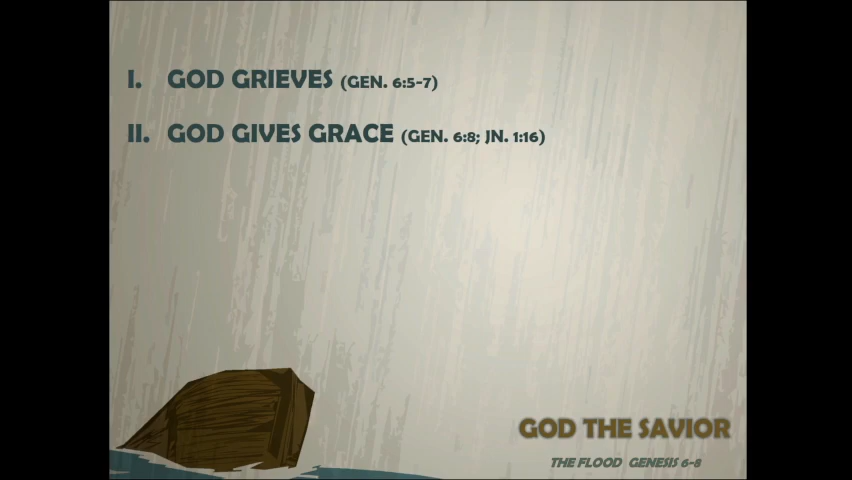 I. GOD GRIEVES (GEN. 6:5-7)
II. GOD GIVES GRACE (GEN. 6:8; JN. 1:16)
GOD THE SAVIOR
THE FLOOD GENESIS 6-8